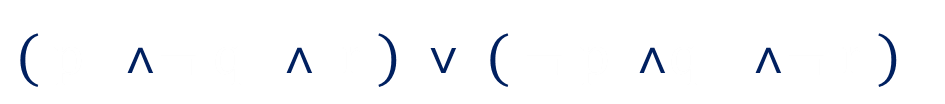 ( ∧ ∧ ) ∨ ( ∧ ∧ )